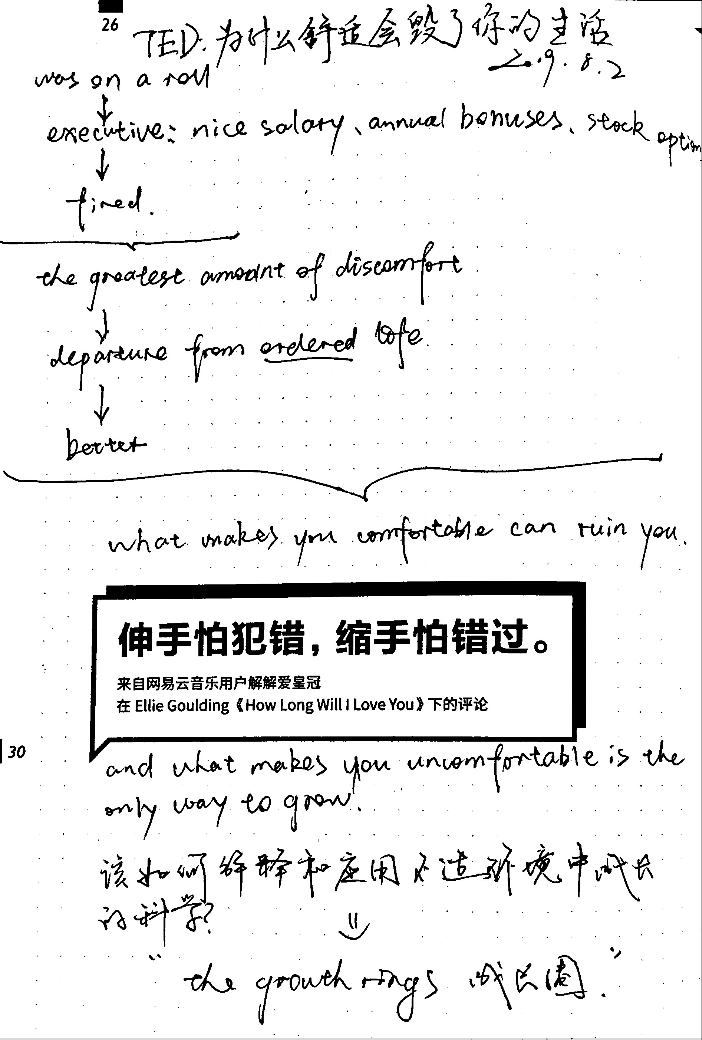 26
TED. 为什么舒适会毁了你的生活
2019.8.2
was on a roll
executive: nice salary、annual bonuses、stock option
fired.
the greatest amount of discomfort
departure from ordered life
better
what makes you comfortable can ruin you.
伸手怕犯错，缩手怕错过。
来自网易云音乐用户解解爱皇冠
在 Ellie Goulding《How Long Will I Love You》下的评论
30
and what makes you uncomfortable is the
only way to grow.
该如何解释和应用不适环境中成长
的科学?
"the growth rings 成长圈."